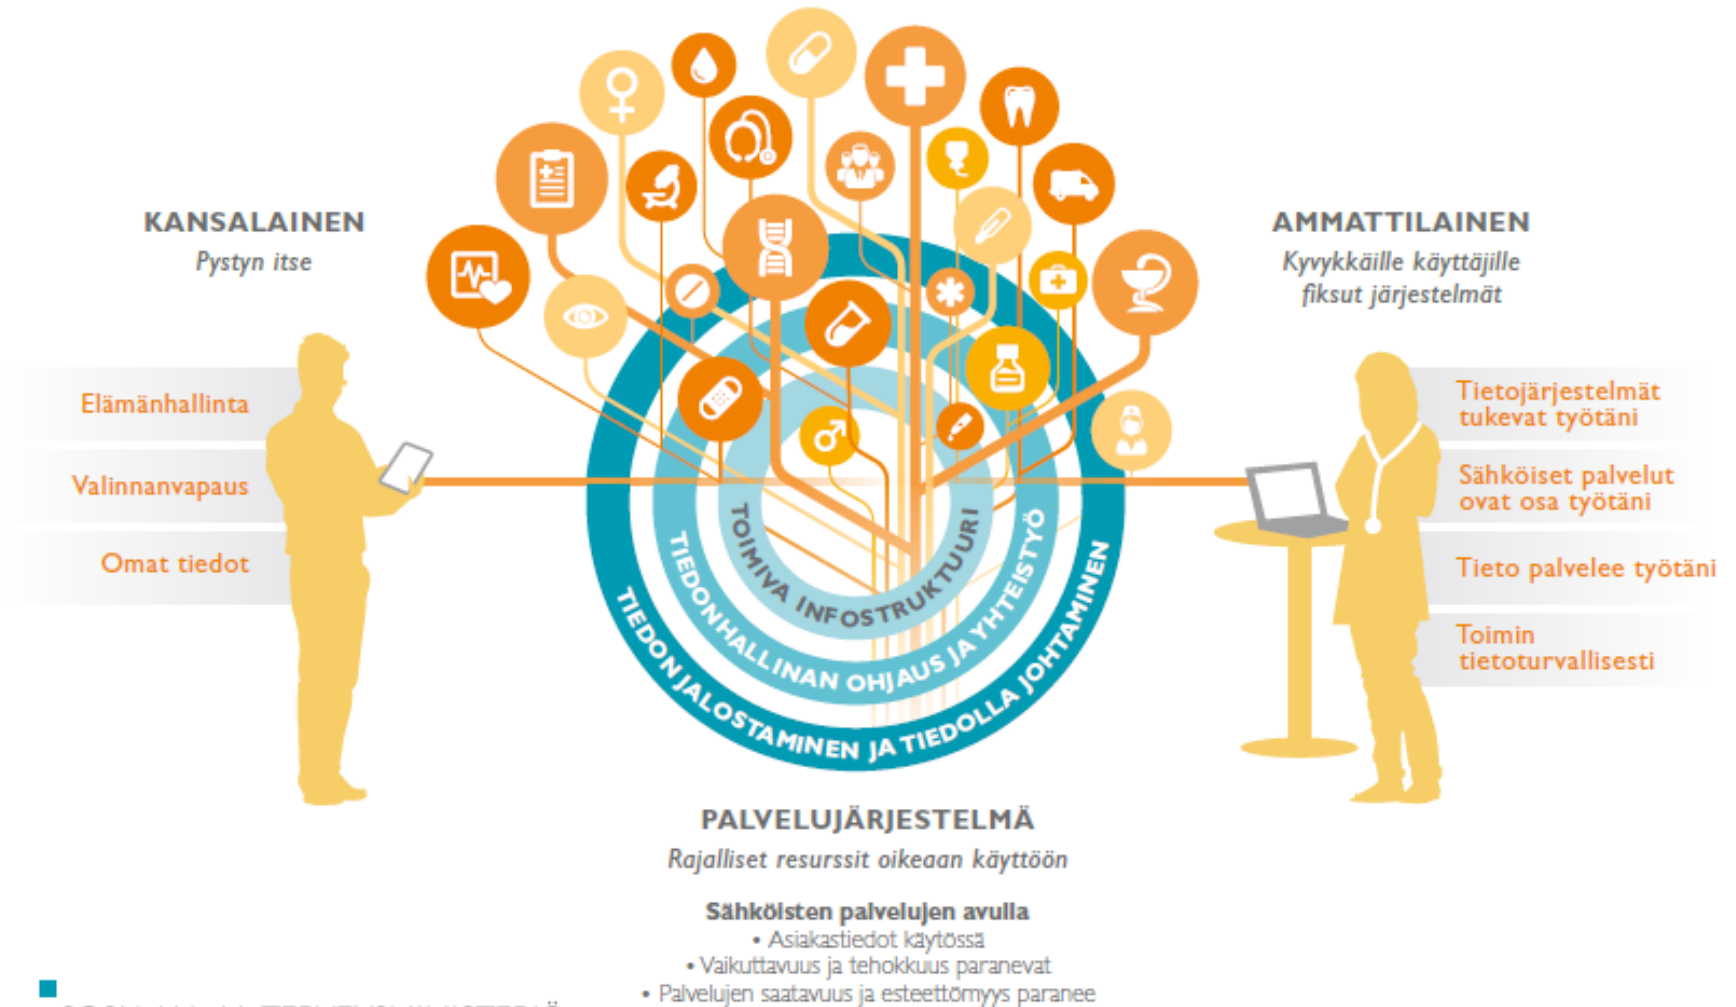 KANSALAINEN
Pystyn itse
Elämänhallinta
Valinnanvapaus
Omat tiedot
AMMATTILAINEN
Kyvykkäille käyttäjille
fiksut järjestelmät
Tietojärjestelmät
tukevat työtäni
Sähköiset palvelut
ovat osa työtäni
Tieto palvelee työtäni
Toimin
tietoturvallisesti
TOIMIVA INFOSTRUKTUURI
TIEDONHALLINAN OHJAUS JA YHTEISTYÖ
TIEDON JALOSTAMINEN JA TIEDOLLA JOHTAMINEN
PALVELUJÄRJESTELMÄ
Rajalliset resurssit oikeaan käyttöön
Sähköisten palvelujen avulla
• Asiakastiedot käytössä
• Vaikuttavuus ja tehokkuus paranevat
• Palvelujen saatavuus ja esteettömyys paranee